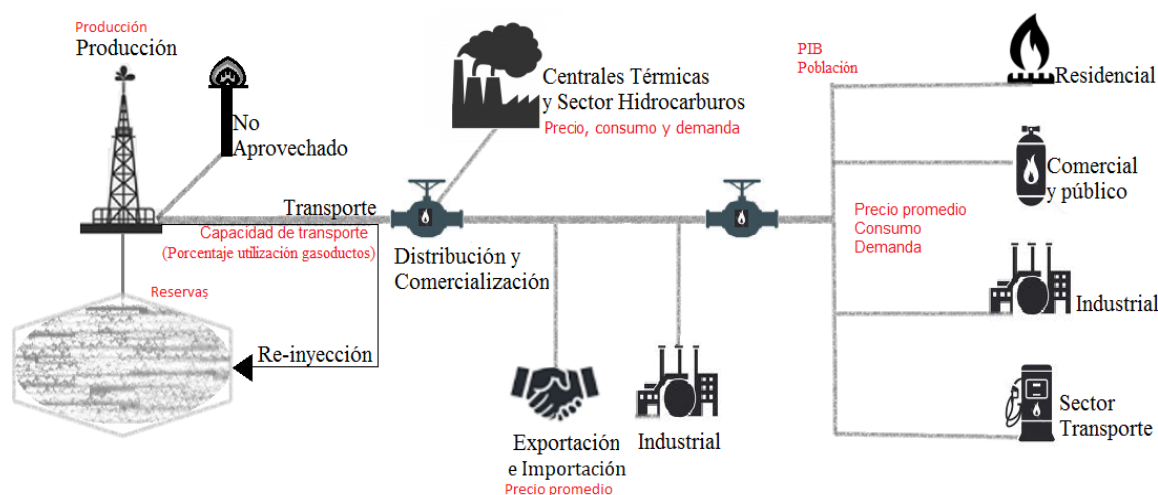 Producción
Producción
No
Aprovechado
Centrales Térmicas
y Sector Hidrocarburos
Precio, consumo y demanda
PIB
Población
Residencial
Comercial
y público
Transporte
Capacidad de transporte
(Porcentaje utilización gasoductos)
Distribución y
Comercialización
Precio promedio
Consumo
Demanda
Reservas
Industrial
Re-inyección
Exportación
e Importación
Precio promedio
Industrial
Sector
Transporte